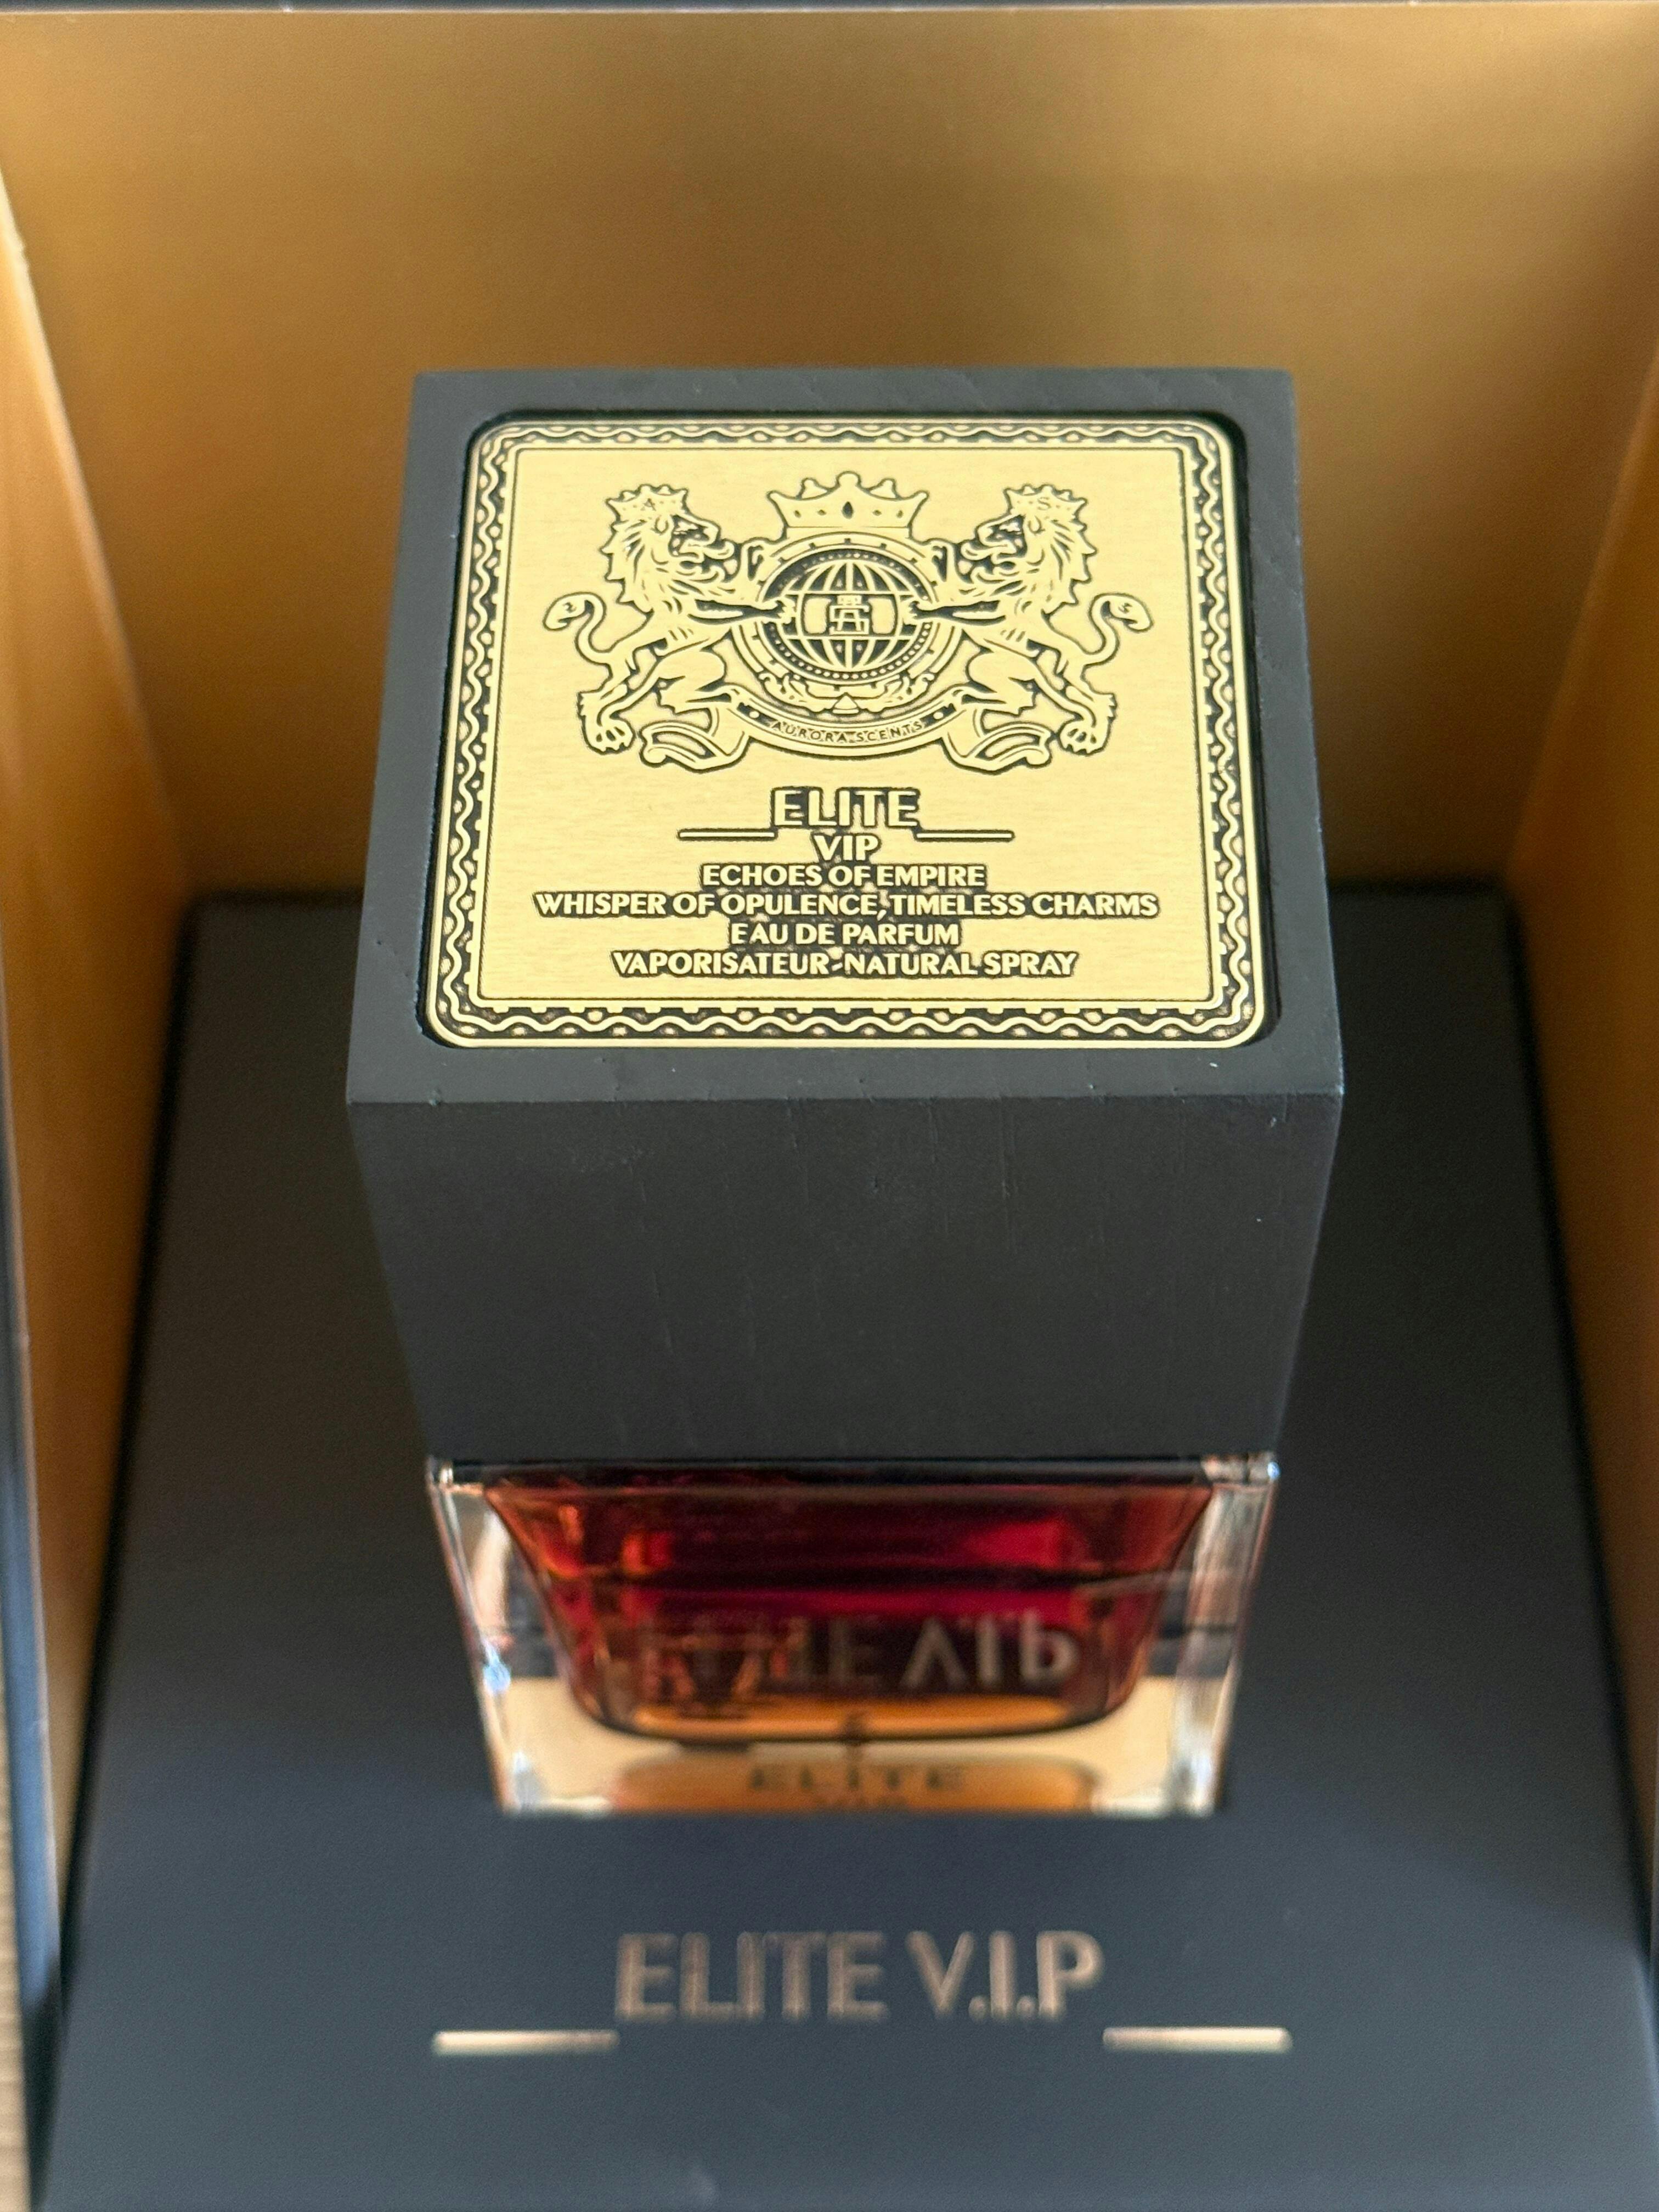 A S
AURORA SCENTS
ELITE
VIP
ECHOES OF EMPIRE
WHISPER OF OPULENCE, TIMELESS CHARMS
EAU DE PARFUM
VAPORISATEUR-NATURAL SPRAY
ELITE
ELITE V.I.P